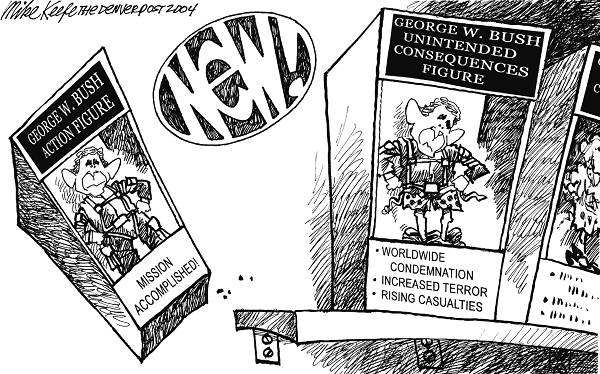 Mike Keefe THE DENVER POST 2004
NEW!
GEORGE W. BUSH
ACTION FIGURE
MISSION
ACCOMPLISHED!
GEORGE W. BUSH
UNINTENDED
CONSEQUENCES
FIGURE
• WORLDWIDE
CONDEMNATION
• INCREASED TERROR
• RISING CASUALTIES